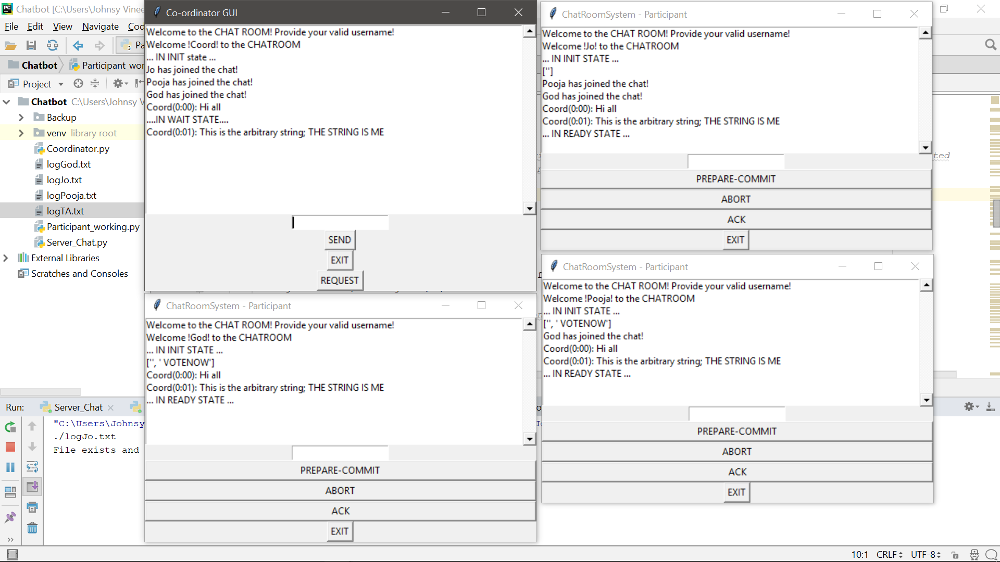 Chatbot [C:\Users\Johnsy Vinee
File Edit View Navigate Cod
Pa
Chatbot Participant_wor
Project
Chatbot C:\Users\Johnsy V
Backup
venv library root
Coordinator.py
logGod.txt
logJo.txt
logPooja.txt
logTA.txt
Participant_working.py
Server_Chat.py
External Libraries
Scratches and Consoles
Co-ordinator GUI
Welcome to the CHAT ROOM! Provide your valid username!
Welcome !Coord! to the CHATROOM
... IN INIT state ...
Jo has joined the chat!
Pooja has joined the chat!
God has joined the chat!
Coord(0:00): Hi all
....IN WAIT STATE....
Coord(0:01): This is the arbitrary string; THE STRING IS ME
SEND
EXIT
REQUEST
ChatRoomSystem - Participant
Welcome to the CHAT ROOM! Provide your valid username!
Welcome !Jo! to the CHATROOM
... IN INIT STATE ...
['']
Pooja has joined the chat!
God has joined the chat!
Coord(0:00): Hi all
Coord(0:01): This is the arbitrary string; THE STRING IS ME
... IN READY STATE ...
PREPARE-COMMIT
ABORT
ACK
EXIT
ted
ChatRoomSystem - Participant
Welcome to the CHAT ROOM! Provide your valid username!
Welcome !God! to the CHATROOM
... IN INIT STATE ...
['', ' VOTENOW']
Coord(0:00): Hi all
Coord(0:01): This is the arbitrary string; THE STRING IS ME
... IN READY STATE ...
PREPARE-COMMIT
ABORT
ACK
EXIT
ChatRoomSystem - Participant
Welcome to the CHAT ROOM! Provide your valid username!
Welcome !Pooja! to the CHATROOM
... IN INIT STATE ...
['', ' VOTENOW']
God has joined the chat!
Coord(0:00): Hi all
Coord(0:01): This is the arbitrary string; THE STRING IS ME
... IN READY STATE ...
PREPARE-COMMIT
ABORT
ACK
EXIT
Run: Server_Chat
"C:\Users\Johnsy
./logJo.txt
File exists and
10:1 CRLF UTF-8